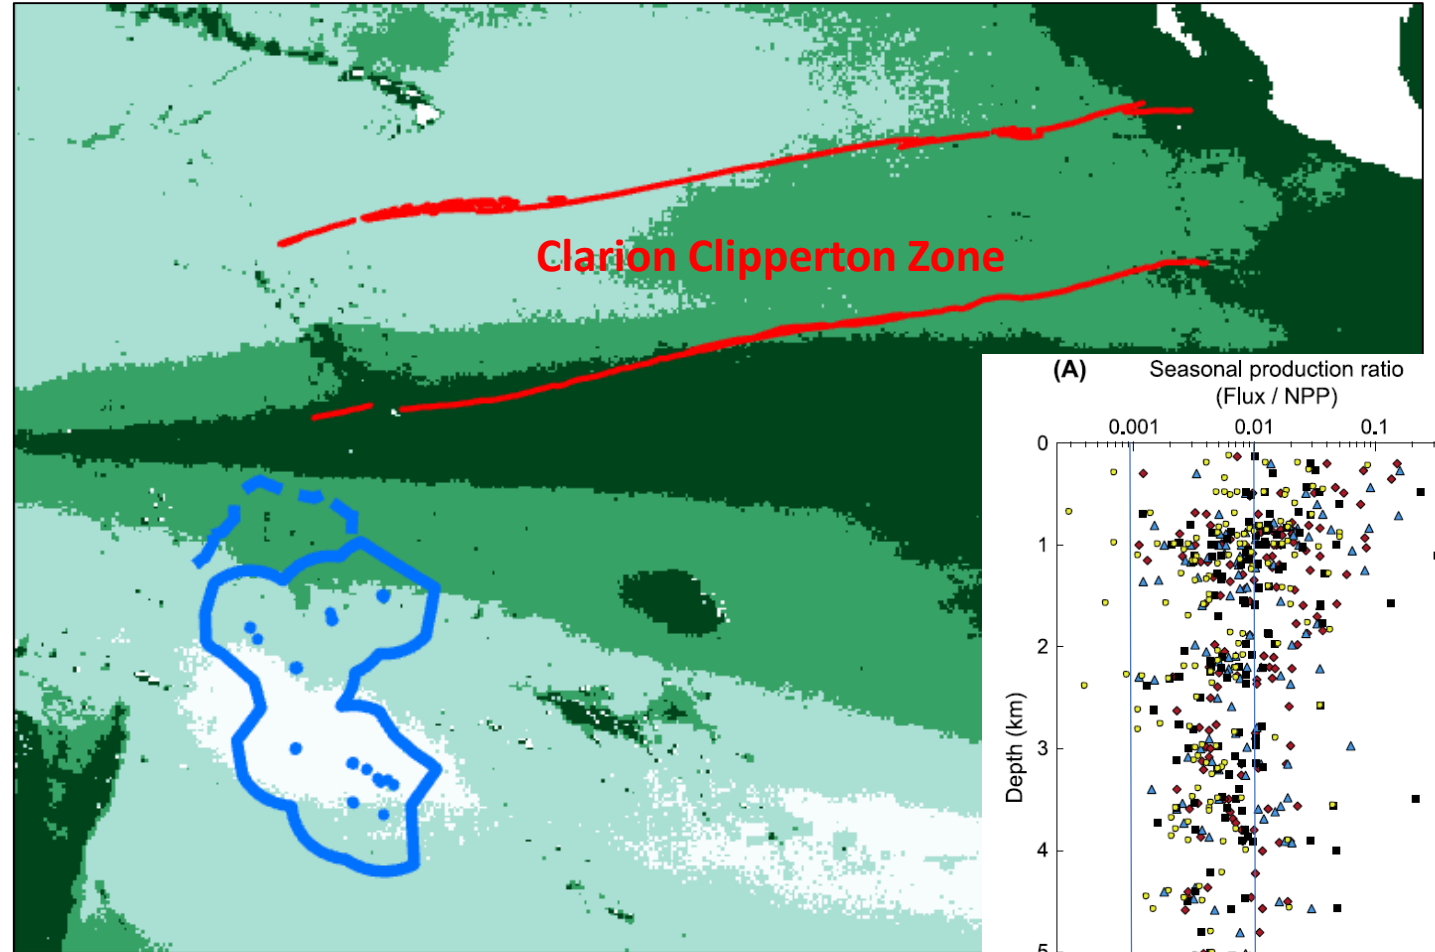 Clarion Clipperton Zone
(A) Seasonal production ratio
(Flux / NPP)
0.001 0.01 0.1
0
1
2
3
4
5
Depth (km)